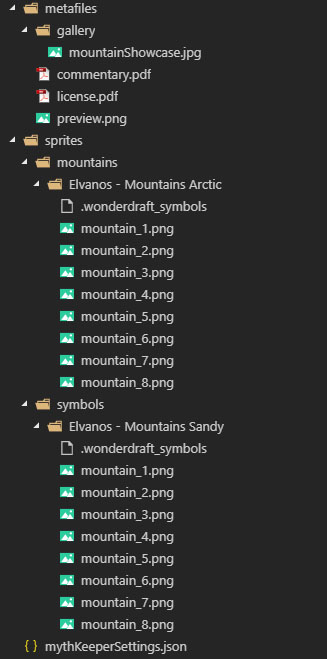 metafiles
gallery
mountainShowcase.jpg
commentary.pdf
license.pdf
preview.png
sprites
mountains
Elvanos - Mountains Arctic
.wonderdraft_symbols
mountain_1.png
mountain_2.png
mountain_3.png
mountain_4.png
mountain_5.png
mountain_6.png
mountain_7.png
mountain_8.png
symbols
Elvanos - Mountains Sandy
.wonderdraft_symbols
mountain_1.png
mountain_2.png
mountain_3.png
mountain_4.png
mountain_5.png
mountain_6.png
mountain_7.png
mountain_8.png
{ } mythKeeperSettings.json